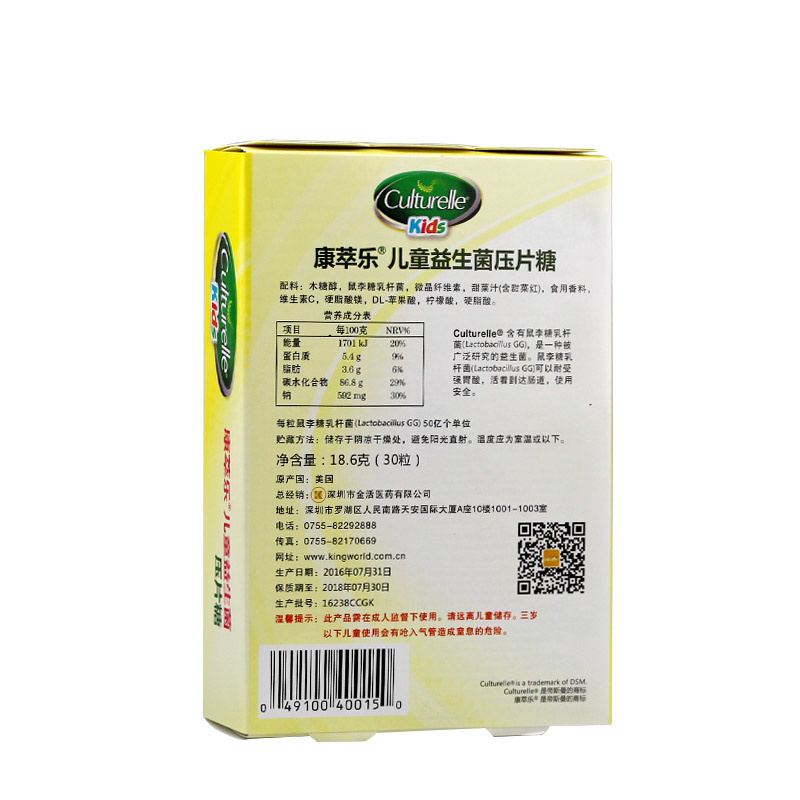 Culturelle®
Kids
康萃乐®儿童益生菌压片糖
配料：木糖醇，鼠李糖乳杆菌，微晶纤维素，甜菜汁(含甜菜红)，食用香料，
维生素C，硬脂酸镁，DL-苹果酸，柠檬酸，硬脂酸。
营养成分表
项目 每100克 NRV%
能量 1701 kJ 20%
蛋白质 5.4 g 9%
脂肪 3.6 g 6%
碳水化合物 86.8 g 29%
钠 592 mg 30%
Culturelle® 含有鼠李糖乳杆
菌(Lactobacillus GG)，是一种被
广泛研究的益生菌。鼠李糖乳
杆菌(Lactobacillus GG)可以耐受
强胃酸，活着到达肠道，使用
安全。
每粒鼠李糖乳杆菌(Lactobacillus GG) 50亿个单位
贮藏方法：储存于阴凉干燥处，避免阳光直射。温度应为室温或以下。
净含量：18.6克（30粒）
原产国：美国
总经销：深圳市金活医药有限公司
地址：深圳市罗湖区人民南路天安国际大厦A座10楼1001-1003室
电话：0755-82292888
传真：0755-82170669
网址：www.kingworld.com.cn
生产日期：2016年07月31日
保质期至：2018年07月30日
生产批号：16238CCGK
温馨提示：此产品需在成人监督下使用。请远离儿童储存。三岁
以下儿童使用会有呛入气管造成窒息的危险。
0 49100 40015 0
Culturelle®is a trademark of DSM.
Culturelle® 是帝斯曼的商标
康萃乐® 是帝斯曼的商标
Culturelle®
Kids
康萃乐®儿童益生菌
压片糖